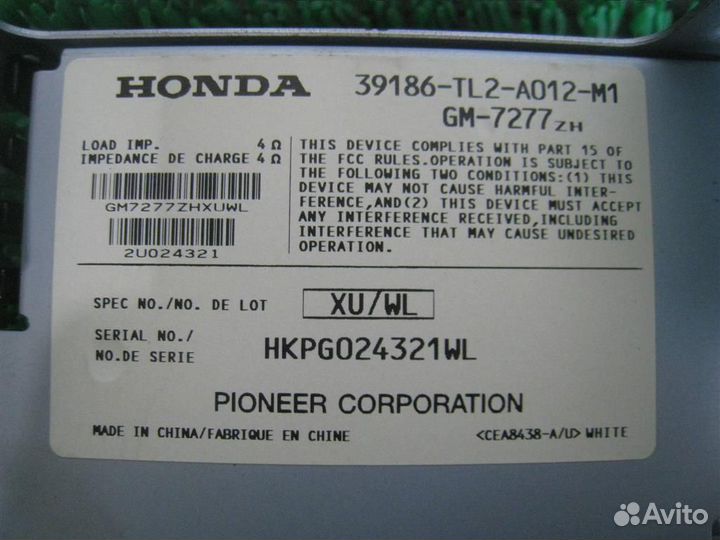 HONDA 39186-TL2-A012-M1
GM-7277ZH
LOAD IMP. 4Ω
IMPEDANCE DE CHARGE 4Ω
GM7277ZHXUWL
2U024321
THIS DEVICE COMPLIES WITH PART 15 OF
THE FCC RULES.OPERATION IS SUBJECT TO
THE FOLLOWING TWO CONDITIONS:(1) THIS
DEVICE MAY NOT CAUSE HARMFUL INTER-
FERENCE,AND(2) THIS DEVICE MUST ACCEPT
ANY INTERFERENCE RECEIVED,INCLUDING
INTERFERENCE THAT MAY CAUSE UNDESIRED
OPERATION.
SPEC NO./NO. DE LOT XU/WL
SERIAL NO./
NO.DE SERIE HKPG024321WL
PIONEER CORPORATION
MADE IN CHINA/FABRIQUE EN CHINE <CEA8438-A/U> WHITE
Avito